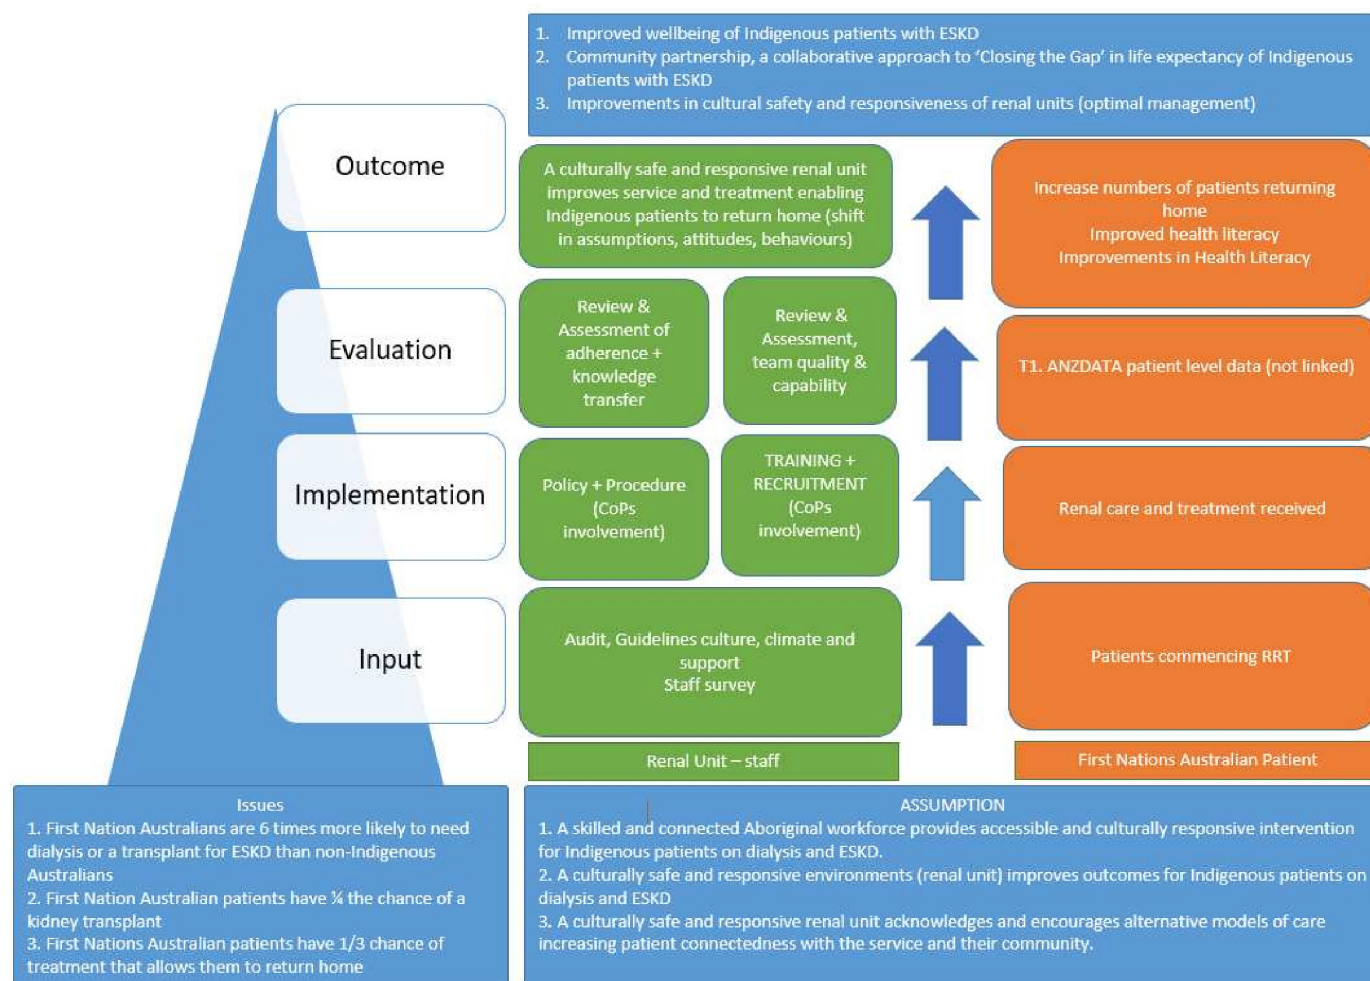 1. Improved wellbeing of Indigenous patients with ESKD
2. Community partnership, a collaborative approach to ‘Closing the Gap’ in life expectancy of Indigenous
patients with ESKD
3. Improvements in cultural safety and responsiveness of renal units (optimal management)
Outcome
A culturally safe and responsive renal unit
improves service and treatment enabling
Indigenous patients to return home (shift
in assumptions, attitudes, behaviours)
Increase numbers of patients returning
home
Improved health literacy
Improvements in Health Literacy
Evaluation
Review &
Assessment of
adherence +
knowledge
transfer
Review &
Assessment,
team quality &
capability
T1. ANZDATA patient level data (not linked)
Implementation
Policy + Procedure
(CoPs
involvement)
TRAINING +
RECRUITMENT
(CoPs
involvement)
Renal care and treatment received
Input
Audit, Guidelines culture, climate and
support
Staff survey
Patients commencing RRT
Renal Unit – staff
First Nations Australian Patient
Issues
1. First Nation Australians are 6 times more likely to need
dialysis or a transplant for ESKD than non-Indigenous
Australians
2. First Nation Australian patients have ¼ the chance of a
kidney transplant
3. First Nations Australian patients have 1/3 chance of
treatment that allows them to return home
ASSUMPTION
1. A skilled and connected Aboriginal workforce provides accessible and culturally responsive intervention
for Indigenous patients on dialysis and ESKD.
2. A culturally safe and responsive environments (renal unit) improves outcomes for Indigenous patients on
dialysis and ESKD
3. A culturally safe and responsive renal unit acknowledges and encourages alternative models of care
increasing patient connectedness with the service and their community.